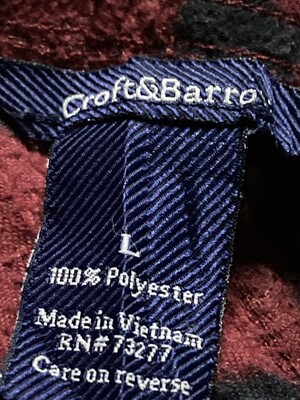 Croft&Barro
L
100% Polyester
Made in Vietnam
RN# 73277
Care on reverse